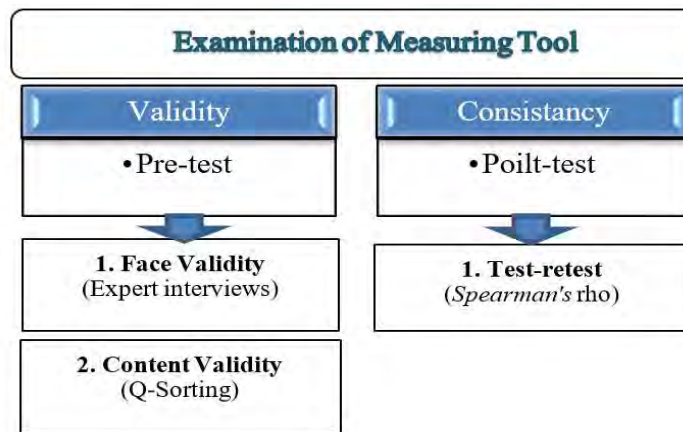 Examination of Measuring Tool
Validity
•Pre-test
1. Face Validity
(Expert interviews)
2. Content Validity
(Q-Sorting)
Consistancy
•Poilt-test
1. Test-retest
(Spearman's rho)